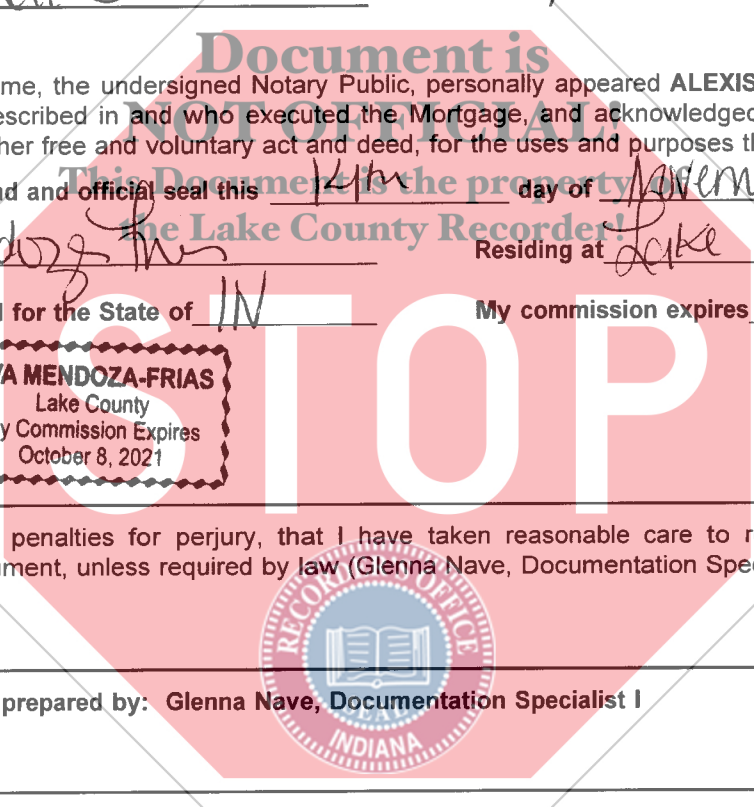 Document is
me, the undersigned Notary Public, personally appeared ALEXIS
escribed in and who executed the Mortgage, and acknowledged
NOT OFFICIAL!
her free and voluntary act and deed, for the uses and purposes th
nd and official seal this day of Novem
This Document is the property of
the Lake County Recorder!
Residing at Lake
d for the State of IN My commission expires
STOP
VA MENDOZA-FRIAS
Lake County
y Commission Expires
October 8, 2021
penalties for perjury, that I have taken reasonable care to r
ument, unless required by law (Glenna Nave, Documentation Spec
RECORDER'S OFFICE
SEAL
INDIANA
prepared by: Glenna Nave, Documentation Specialist I